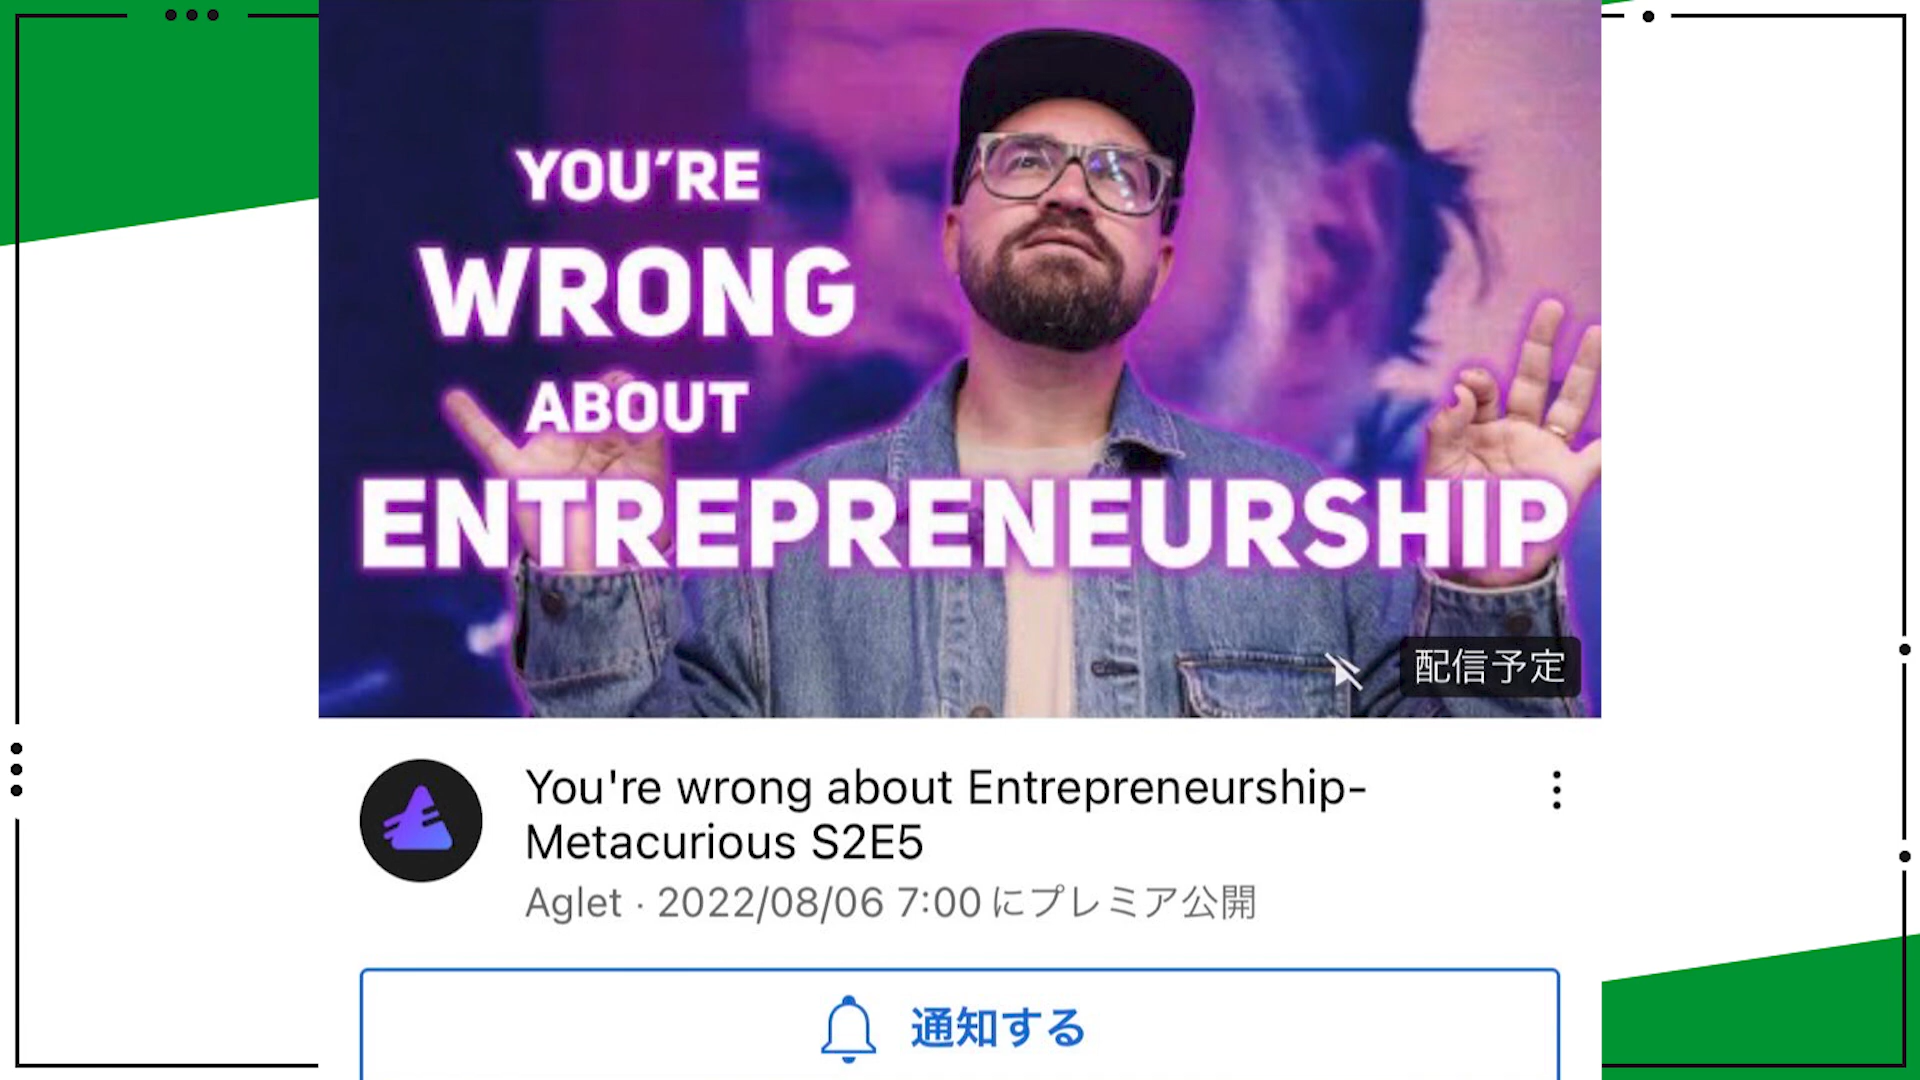 YOU'RE
WRONG
ABOUT
ENTREPRENEURSHIP
配信予定
You're wrong about Entrepreneurship-
Metacurious S2E5
Aglet · 2022/08/06 7:00 にプレミア公開
通知する